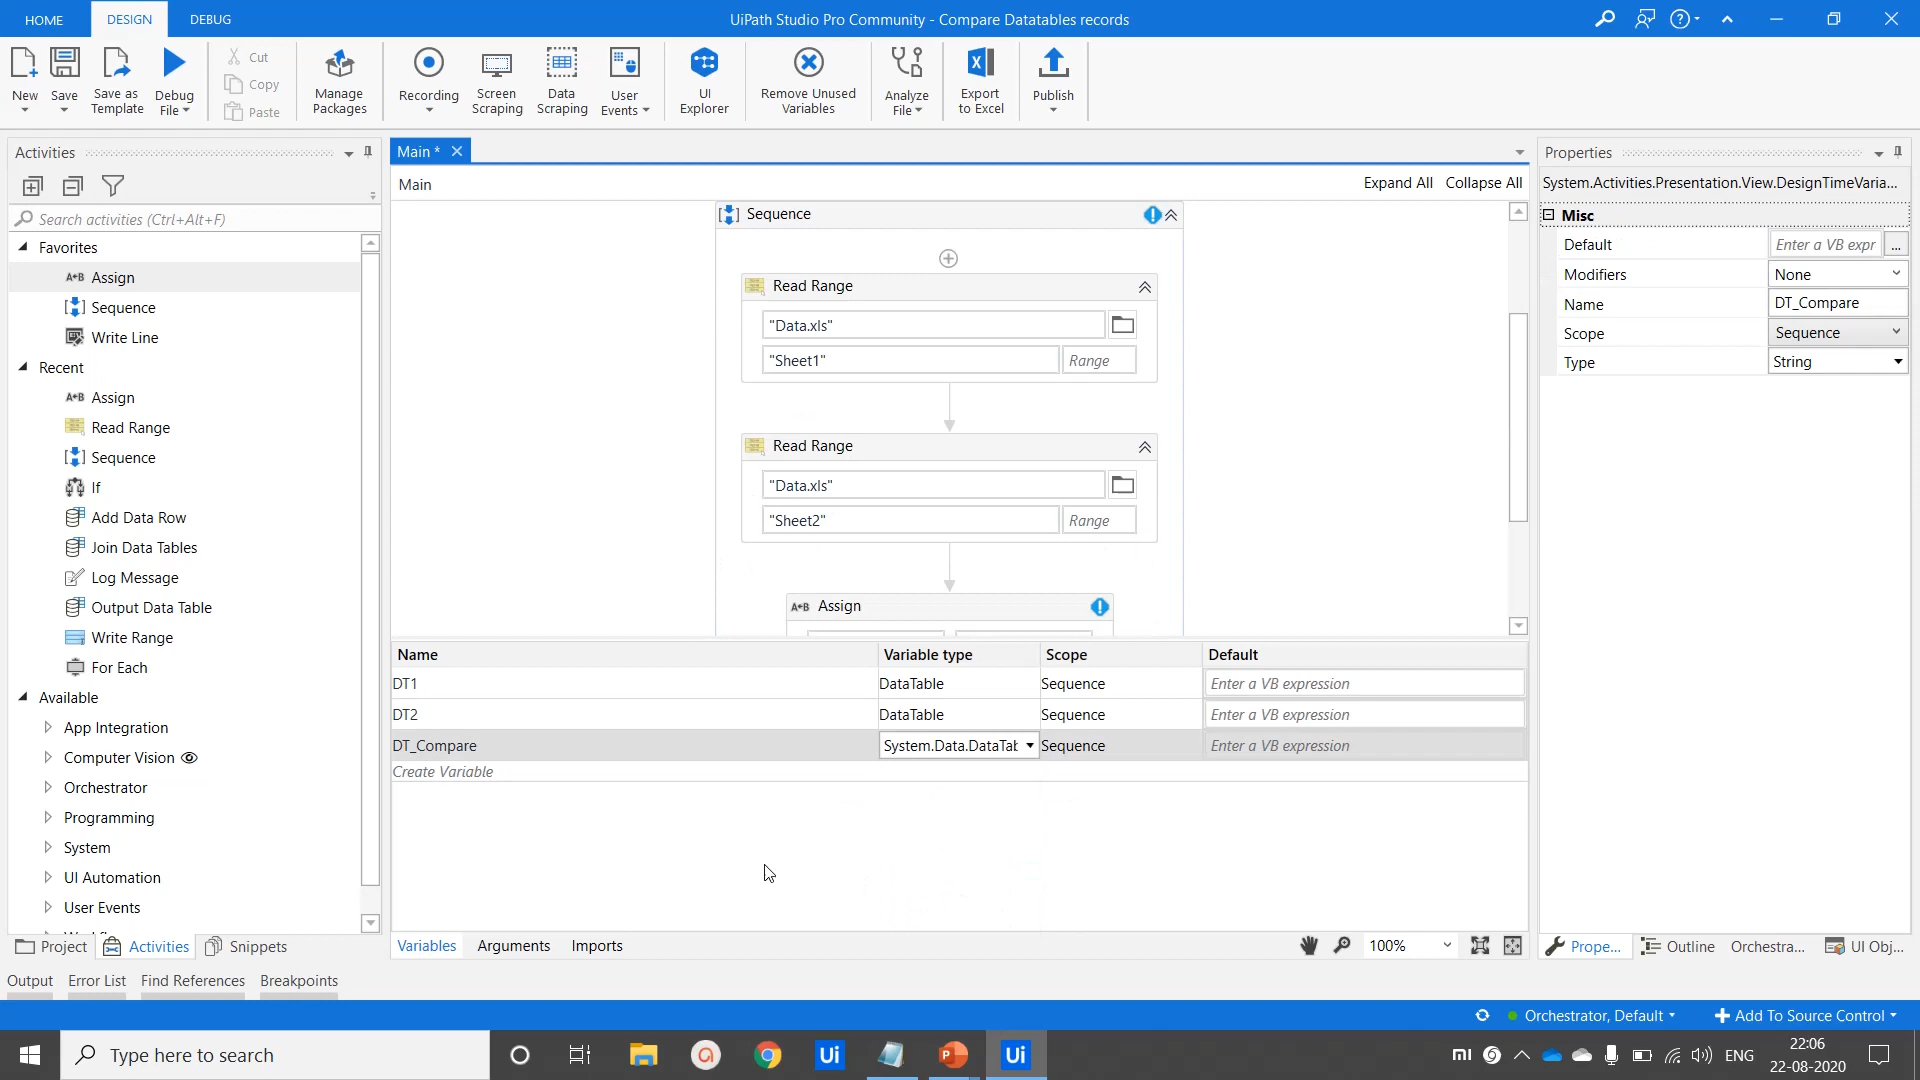 HOME DESIGN DEBUG
UiPath Studio Pro Community - Compare Datatables records
New
Save
Save as Template
Debug File
Cut
Copy
Paste
Manage Packages
Recording
Screen Scraping
Data Scraping
User Events
UI Explorer
Remove Unused Variables
Analyze File
Export to Excel
Publish
Activities
Search activities (Ctrl+Alt+F)
Favorites
A+B Assign
Sequence
Write Line
Recent
A+B Assign
Read Range
Sequence
If
Add Data Row
Join Data Tables
Log Message
Output Data Table
Write Range
For Each
Available
App Integration
Computer Vision
Orchestrator
Programming
System
UI Automation
User Events
Project Activities Snippets
Main *
Main
Expand All Collapse All
Sequence
Read Range
"Data.xls"
"Sheet1" Range
Read Range
"Data.xls"
"Sheet2" Range
A+B Assign
Name Variable type Scope Default
DT1 DataTable Sequence Enter a VB expression
DT2 DataTable Sequence Enter a VB expression
DT_Compare System.Data.DataTab Sequence Enter a VB expression
Create Variable
Variables Arguments Imports
100%
Properties
System.Activities.Presentation.View.DesignTimeVaria...
Misc
Default Enter a VB expr ...
Modifiers None
Name DT_Compare
Scope Sequence
Type String
Prope... Outline Orchestra... UI Obj...
Output Error List Find References Breakpoints
Orchestrator, Default Add To Source Control
Type here to search
Ui
P
Ui
mi
ENG
22:06
22-08-2020